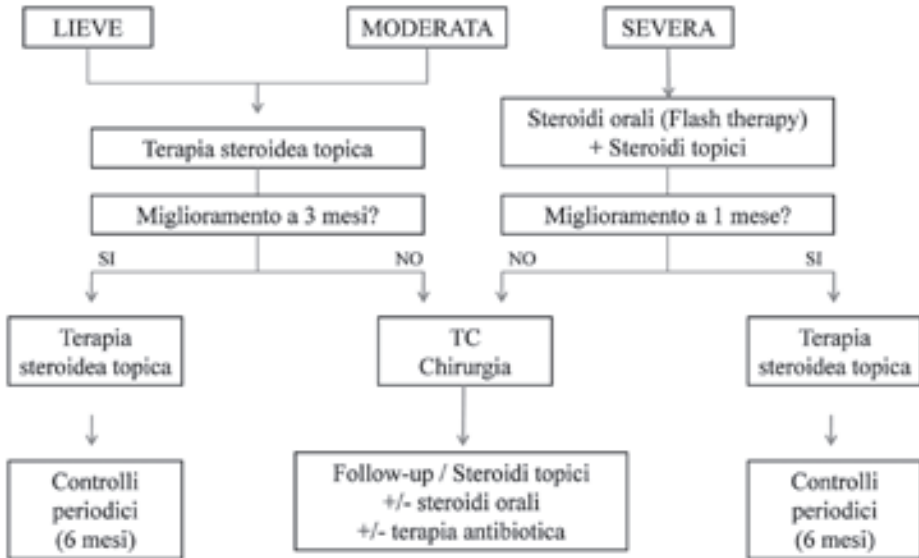 LIEVE
MODERATA
SEVERA
Steroidi orali (Flash therapy)
+ Steroidi topici
Terapia steroidea topica
Miglioramento a 3 mesi?
Miglioramento a 1 mese?
SI
NO
NO
SI
Terapia
steroidea topica
TC
Chirurgia
Terapia
steroidea topica
Controlli
periodici
(6 mesi)
Follow-up / Steroidi topici
+/- steroidi orali
+/- terapia antibiotica
Controlli
periodici
(6 mesi)